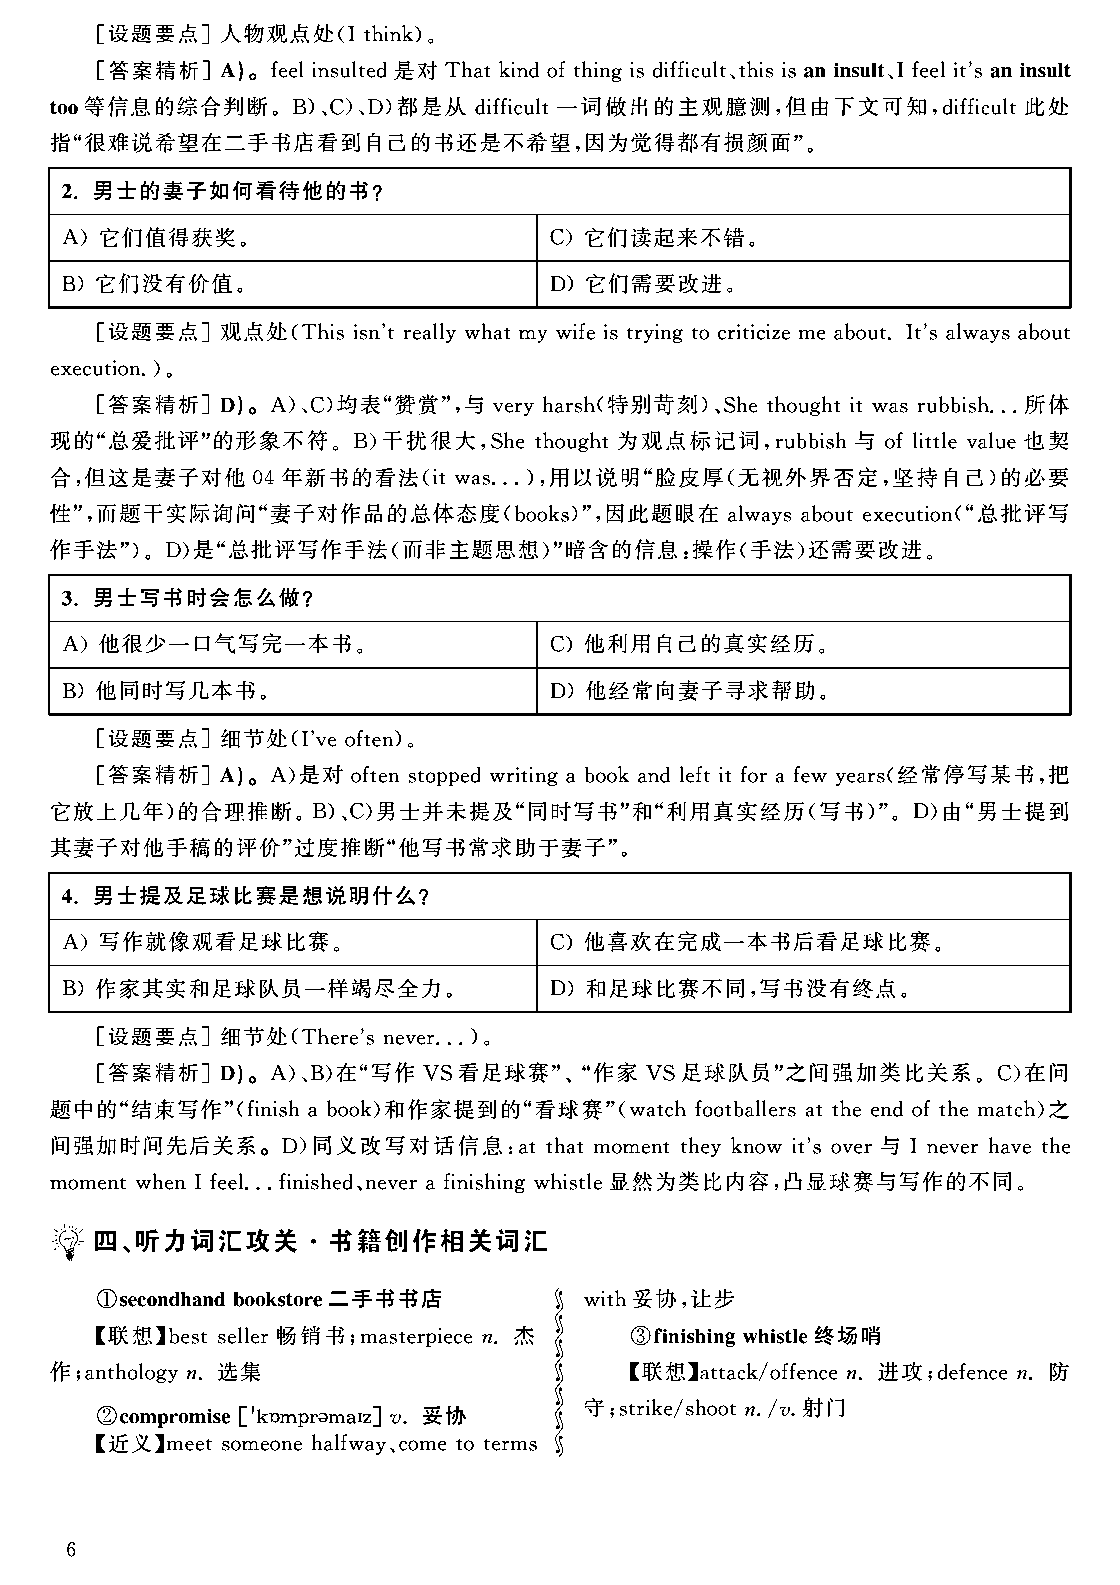 [设题要点] 人物观点处(I think)。
[答案精析] A)。feel insulted 是对 That kind of thing is difficult、this is an insult、I feel it's an insult
too 等信息的综合判断。B)、C)、D)都是从 difficult 一词做出的主观臆测,但由下文可知,difficult 此处
指“很难说希望在二手书店看到自己的书还是不希望,因为觉得都有损颜面”。
2. 男士的妻子如何看待他的书?
A) 它们值得获奖。
C) 它们读起来不错。
B) 它们没有价值。
D) 它们需要改进。
[设题要点] 观点处(This isn't really what my wife is trying to criticize me about. It's always about
execution.)。
[答案精析] D)。A)、C)均表“赞赏”,与 very harsh(特别苛刻)、She thought it was rubbish...所体
现的“总爱批评”的形象不符。B)干扰很大,She thought 为观点标记词,rubbish 与 of little value 也契
合,但这是妻子对他 04 年新书的看法(it was...),用以说明“脸皮厚(无视外界否定,坚持自己)的必要
性”,而题干实际询问“妻子对作品的总体态度(books)”,因此题眼在 always about execution(“总批评写
作手法”)。D)是“总批评写作手法(而非主题思想)”暗含的信息:操作(手法)还需要改进。
3. 男士写书时会怎么做?
A) 他很少一口气写完一本书。
C) 他利用自己的真实经历。
B) 他同时写几本书。
D) 他经常向妻子寻求帮助。
[设题要点] 细节处(I've often)。
[答案精析] A)。A)是对 often stopped writing a book and left it for a few years(经常停写某书,把
它放上几年)的合理推断。B)、C)男士并未提及“同时写书”和“利用真实经历(写书)”。D)由“男士提到
其妻子对他手稿的评价”过度推断“他写书常求助于妻子”。
4. 男士提及足球比赛是想说明什么?
A) 写作就像观看足球比赛。
C) 他喜欢在完成一本书后看足球比赛。
B) 作家其实和足球队员一样竭尽全力。
D) 和足球比赛不同,写书没有终点。
[设题要点] 细节处(There's never...)。
[答案精析] D)。A)、B)在“写作 VS 看足球赛”、“作家 VS 足球队员”之间强加类比关系。C)在问
题中的“结束写作”(finish a book)和作家提到的“看球赛”(watch footballers at the end of the match)之
间强加时间先后关系。D)同义改写对话信息:at that moment they know it's over 与 I never have the
moment when I feel...finished、never a finishing whistle 显然为类比内容,凸显球赛与写作的不同。
四、听力词汇攻关·书籍创作相关词汇
①secondhand bookstore 二手书书店
【联想】best seller 畅销书;masterpiece n. 杰
作;anthology n. 选集
②compromise [ˈkɒmprəmaɪz] v. 妥协
【近义】meet someone halfway、come to terms
with 妥协,让步
③finishing whistle 终场哨
【联想】attack/offence n. 进攻;defence n. 防
守;strike/shoot n./v.射门
6